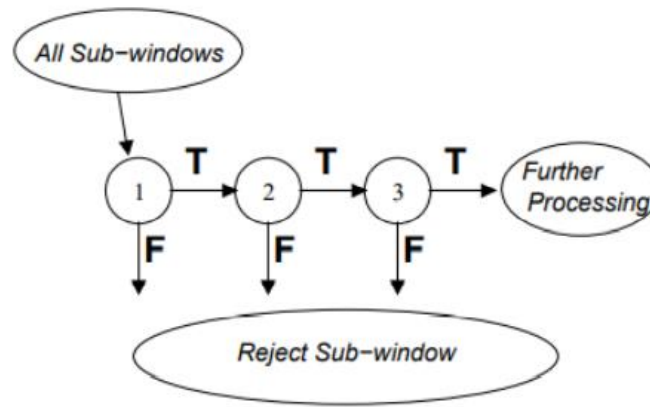 All Sub-windows
T T T
1 2 3
Further
Processing
F F F
Reject Sub-window